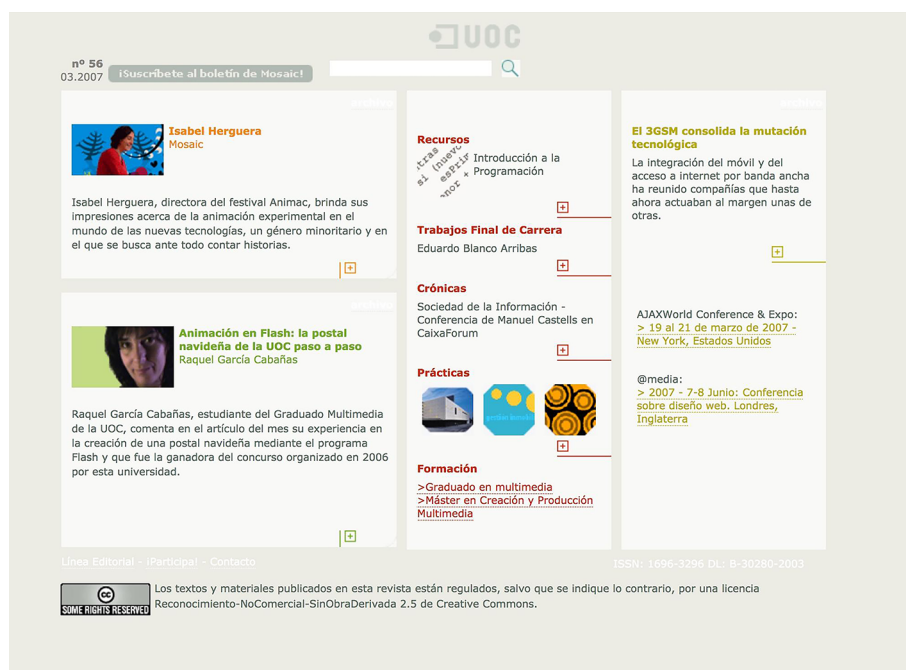 UOC
nº 56
03.2007
¡Suscríbete al boletín de Mosaic!
archivo
Isabel Herguera
Mosaic
Isabel Herguera, directora del festival Animac, brinda sus
impresiones acerca de la animación experimental en el
mundo de las nuevas tecnologías, un género minoritario y en
el que se busca ante todo contar historias.
archivo
Animación en Flash: la postal
navideña de la UOC paso a paso
Raquel García Cabañas
Raquel García Cabañas, estudiante del Graduado Multimedia
de la UOC, comenta en el artículo del mes su experiencia en
la creación de una postal navideña mediante el programa
Flash y que fue la ganadora del concurso organizado en 2006
por esta universidad.
Recursos
Introducción a la
Programación
Trabajos Final de Carrera
Eduardo Blanco Arribas
Crónicas
Sociedad de la Información -
Conferencia de Manuel Castells en
CaixaForum
Prácticas
Formación
>Graduado en multimedia
>Máster en Creación y Producción
Multimedia
archivo
El 3GSM consolida la mutación
tecnológica
La integración del móvil y del
acceso a internet por banda ancha
ha reunido compañías que hasta
ahora actuaban al margen unas de
otras.
AJAXWorld Conference & Expo:
> 19 al 21 de marzo de 2007 -
New York, Estados Unidos
@media:
> 2007 - 7-8 Junio: Conferencia
sobre diseño web. Londres,
Inglaterra
Línea Editorial - ¡Participa! - Contacto
ISSN: 1696-3296 DL: B-30280-2003
SOME RIGHTS RESERVED
Los textos y materiales publicados en esta revista están regulados, salvo que se indique lo contrario, por una licencia
Reconocimiento-NoComercial-SinObraDerivada 2.5 de Creative Commons.